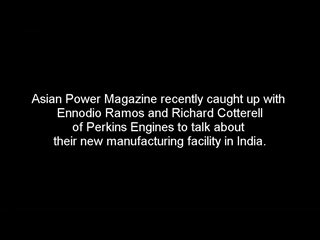 Asian Power Magazine recently caught up with
Ennodio Ramos and Richard Cotterell
of Perkins Engines to talk about
their new manufacturing facility in India.